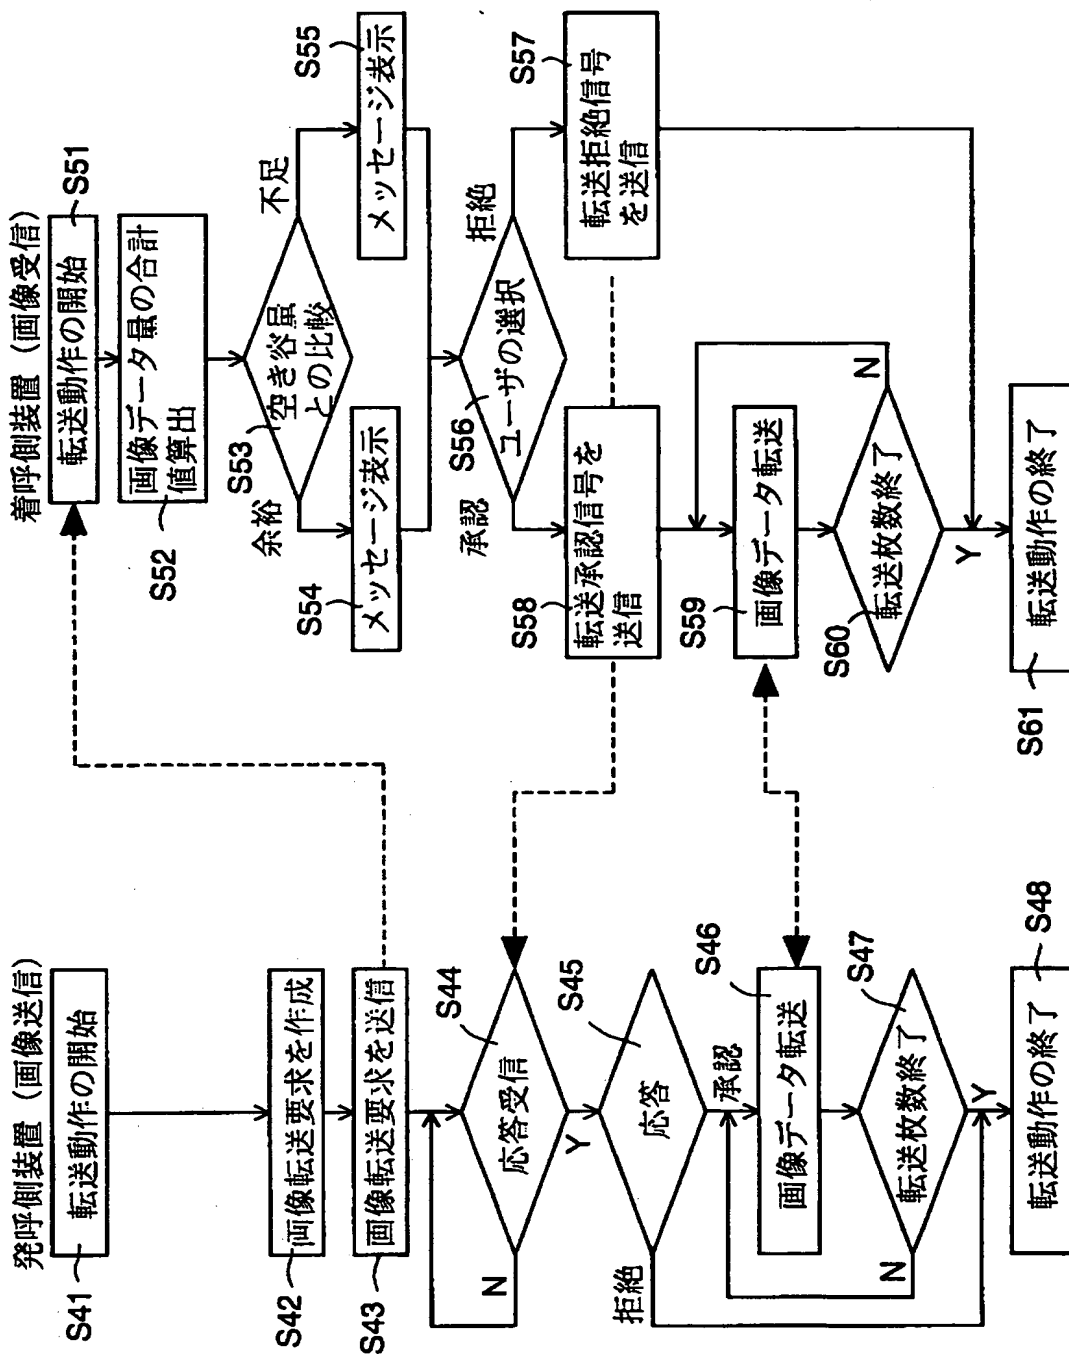 発呼側装置（画像送信）
S41
転送動作の開始
S42
画像転送要求を作成
S43
画像転送要求を送信
S44
応答受信
N
Y
S45
応答
拒絶
承認
S46
画像データ転送
S47
転送枚数終了
N
Y
S48
転送動作の終了
着呼側装置（画像受信）
S51
転送動作の開始
S52
画像データ量の合計
値算出
S53
空き容量
との比較
余裕
不足
S54
メッセージ表示
S55
メッセージ表示
S56
ユーザの選択
承認
拒絶
S57
転送拒絶信号
を送信
S58
転送承認信号を
送信
S59
画像データ転送
S60
転送枚数終了
N
Y
S61
転送動作の終了